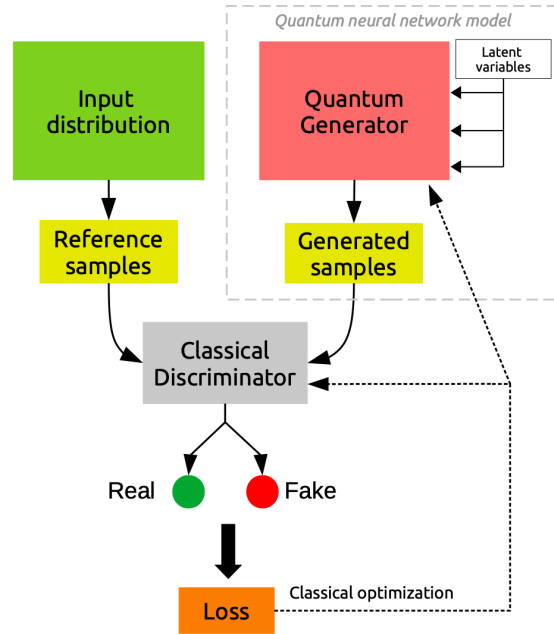 Quantum neural network model
Input
distribution
Quantum
Generator
Latent
variables
Reference
samples
Generated
samples
Classical
Discriminator
Real
Fake
Loss
Classical optimization